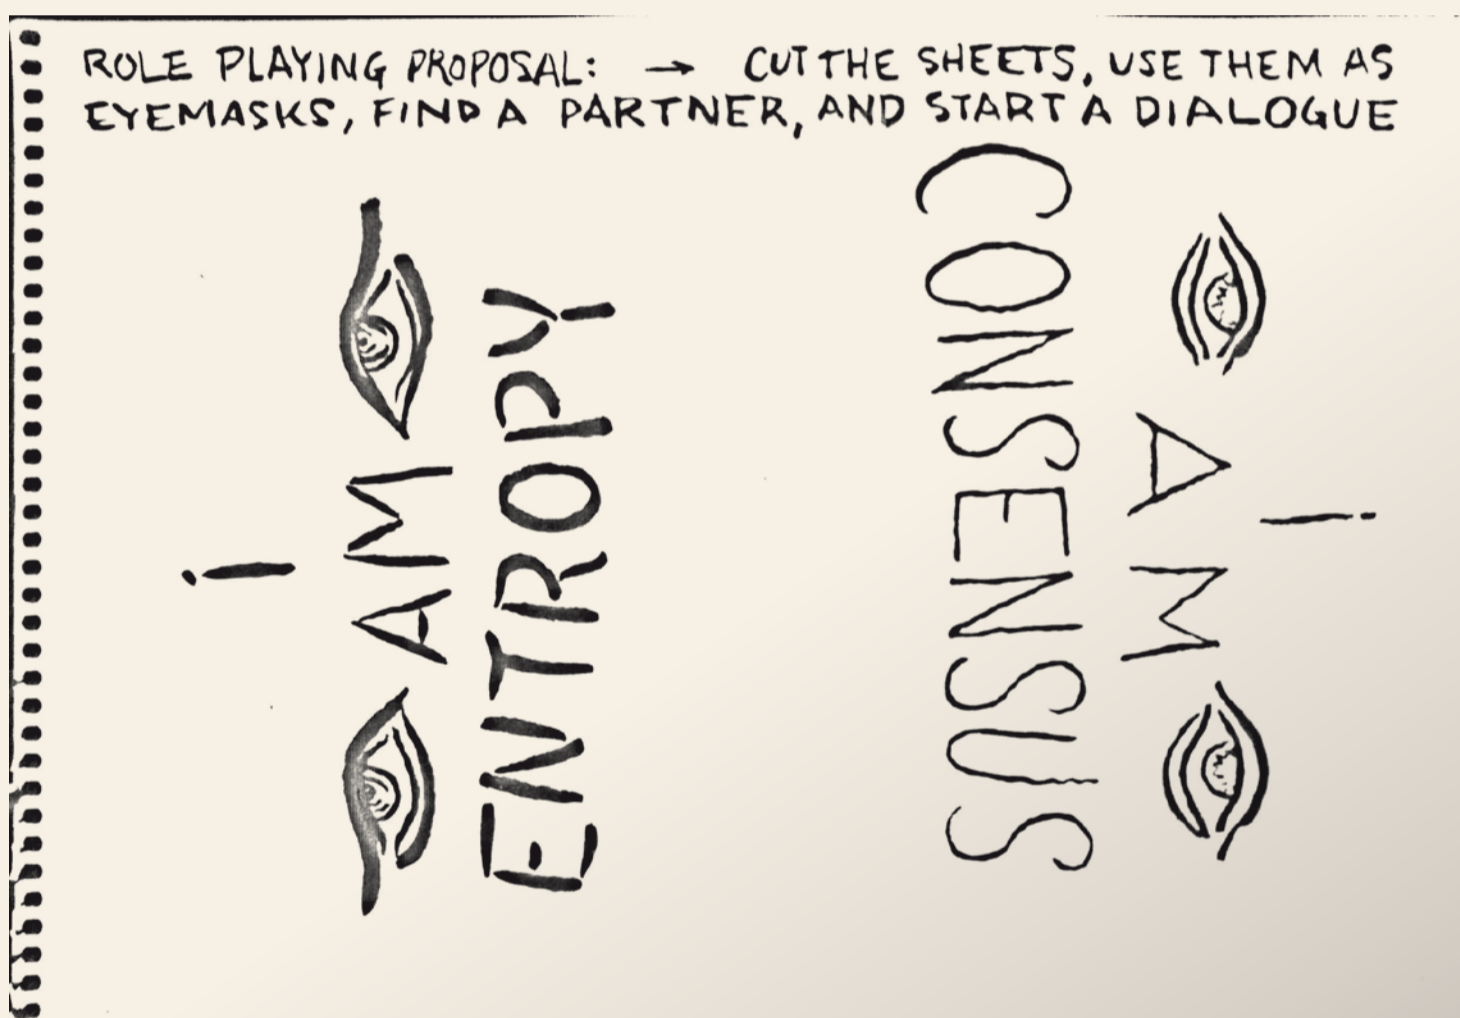 ROLE PLAYING PROPOSAL: → CUT THE SHEETS, USE THEM AS
EYEMASKS, FIND A PARTNER, AND START A DIALOGUE
i
AM
ENTROPY
i
AM
CONSENSUS